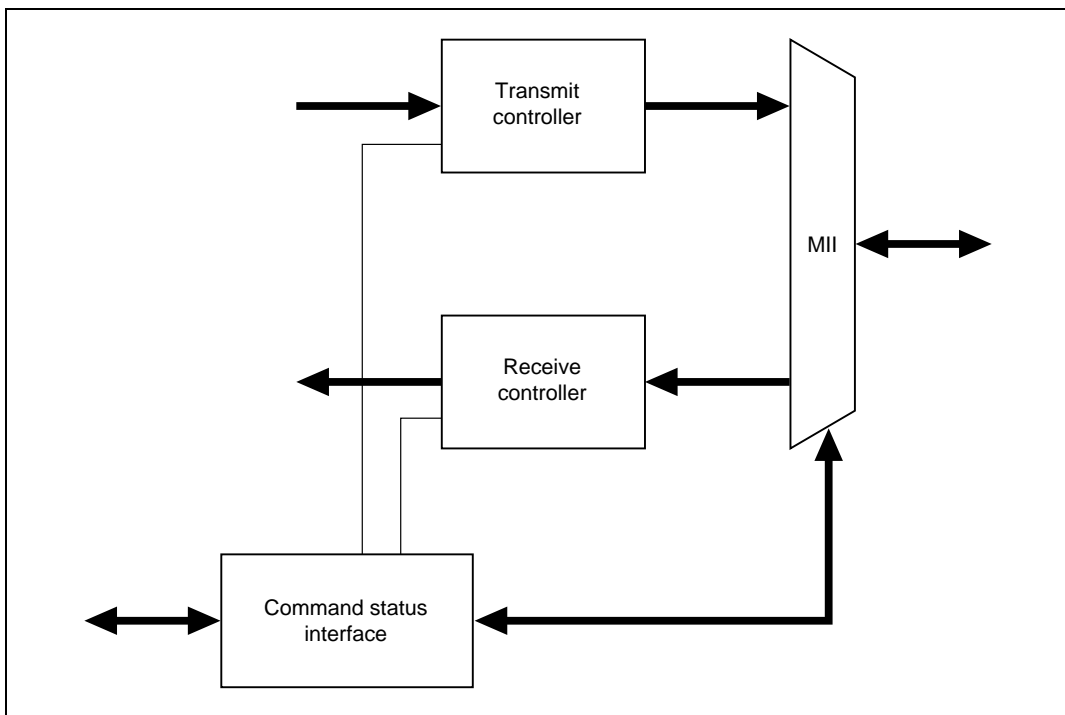 Transmit
controller
MII
Receive
controller
Command status
interface